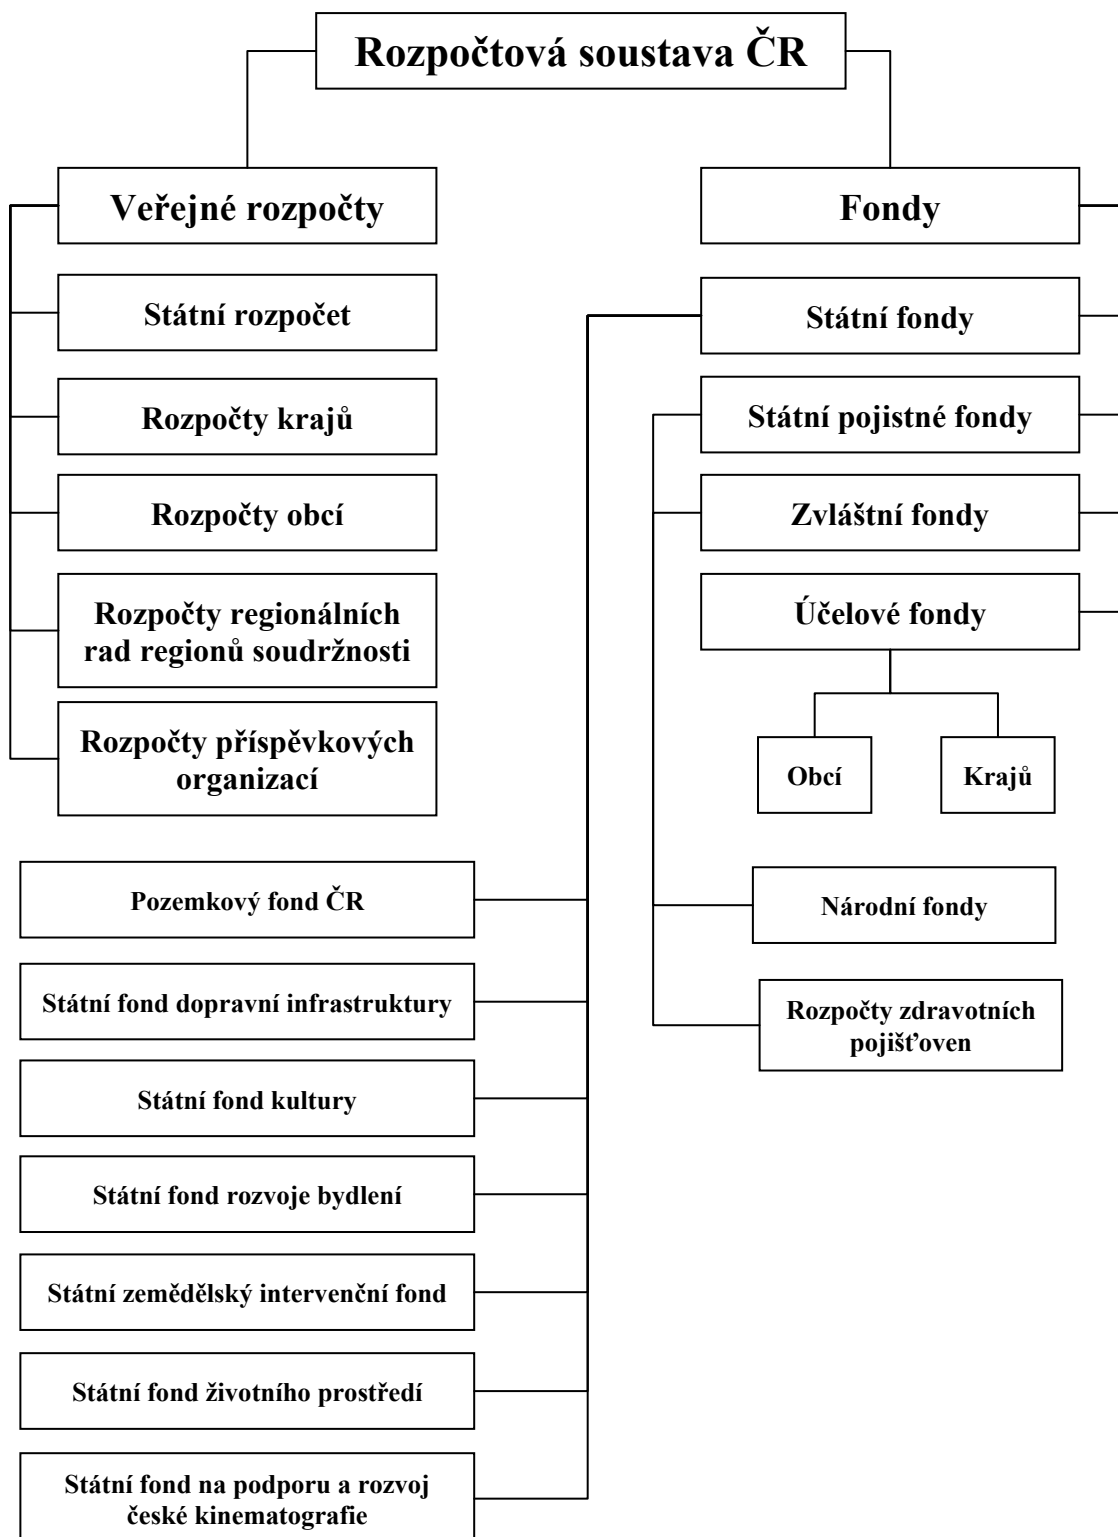 Rozpočtová soustava ČR
Veřejné rozpočty
Státní rozpočet
Rozpočty krajů
Rozpočty obcí
Rozpočty regionálních
rad regionů soudržnosti
Rozpočty příspěvkových
organizací
Fondy
Státní fondy
Státní pojistné fondy
Zvláštní fondy
Účelové fondy
Obcí
Krajů
Národní fondy
Rozpočty zdravotních
pojišťoven
Pozemkový fond ČR
Státní fond dopravní infrastruktury
Státní fond kultury
Státní fond rozvoje bydlení
Státní zemědělský intervenční fond
Státní fond životního prostředí
Státní fond na podporu a rozvoj
české kinematografie